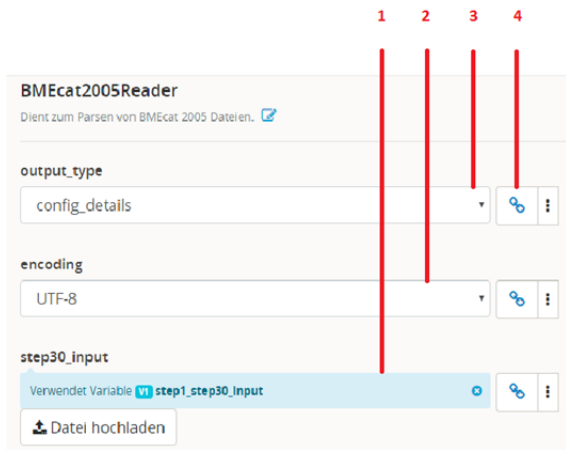 1 2 3 4
BMEcat2005Reader
Dient zum Parsen von BMEcat 2005 Dateien.
output_type
config_details
encoding
UTF-8
step30_input
Verwendet Variable V1 step1_step30_input
Datei hochladen